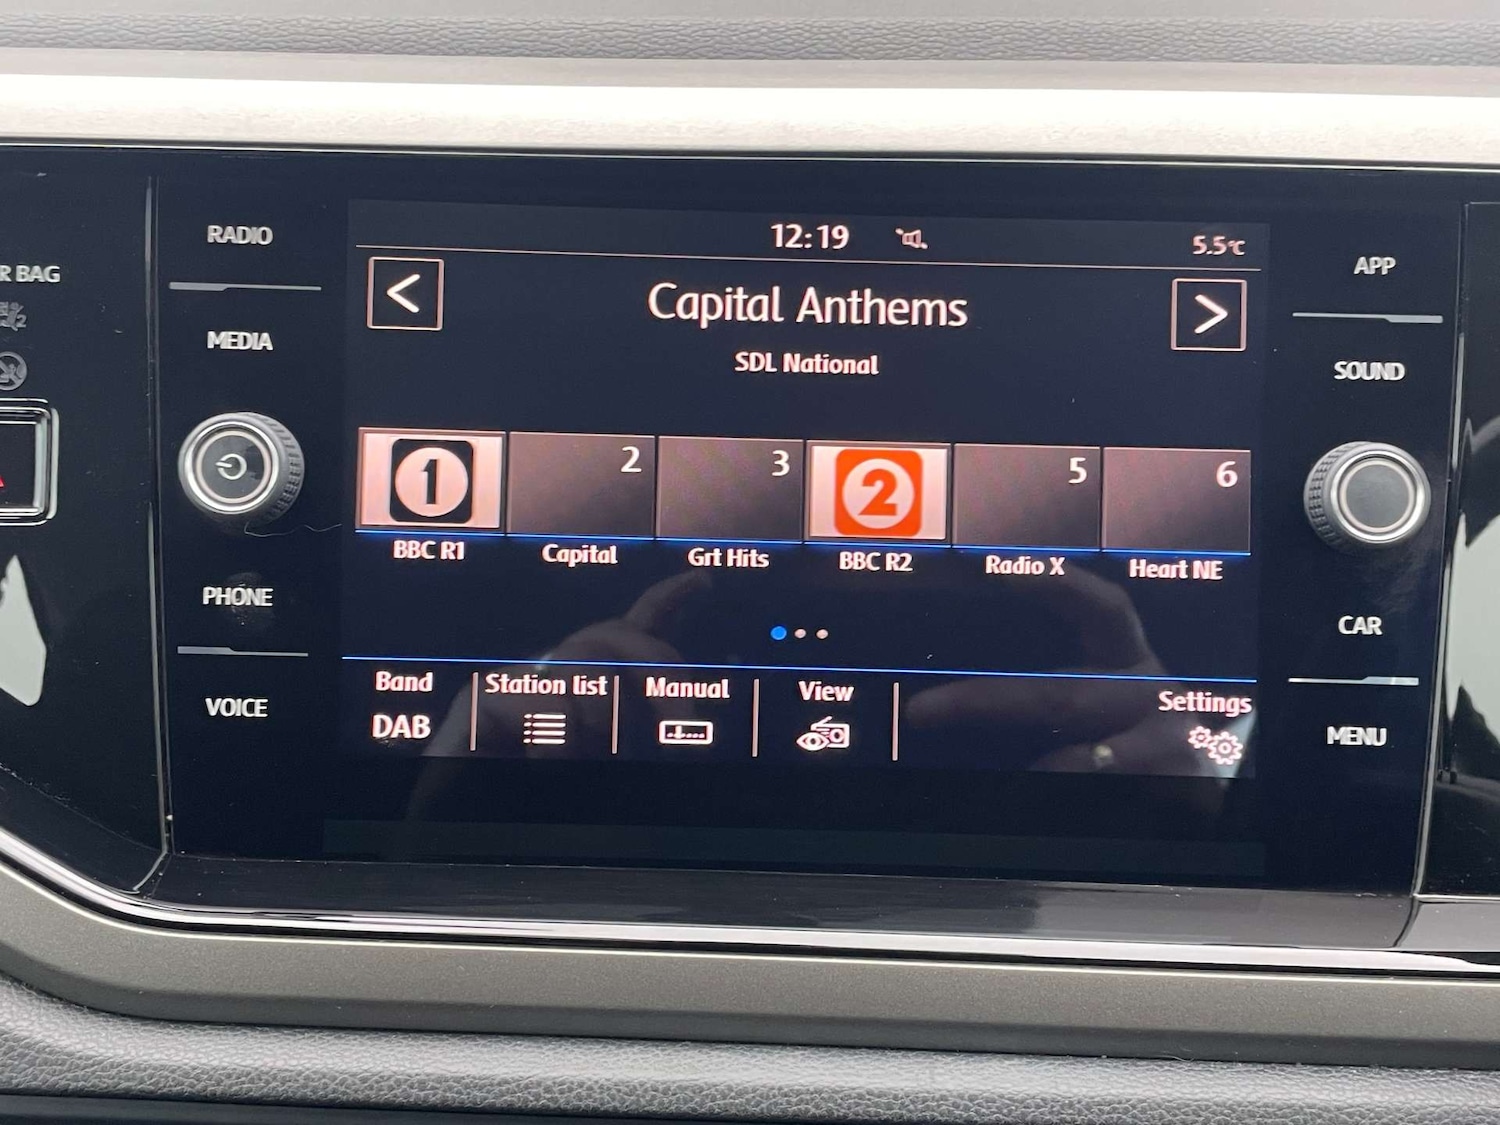 RADIO
R BAG
MEDIA
PHONE
VOICE
12:19
5.5°C
<
Capital Anthems
>
SDL National
1
2
3
2
5
6
BBC R1
Capital
Grt Hits
BBC R2
Radio X
Heart NE
Band
Station list
Manual
View
Settings
DAB
APP
SOUND
CAR
MENU